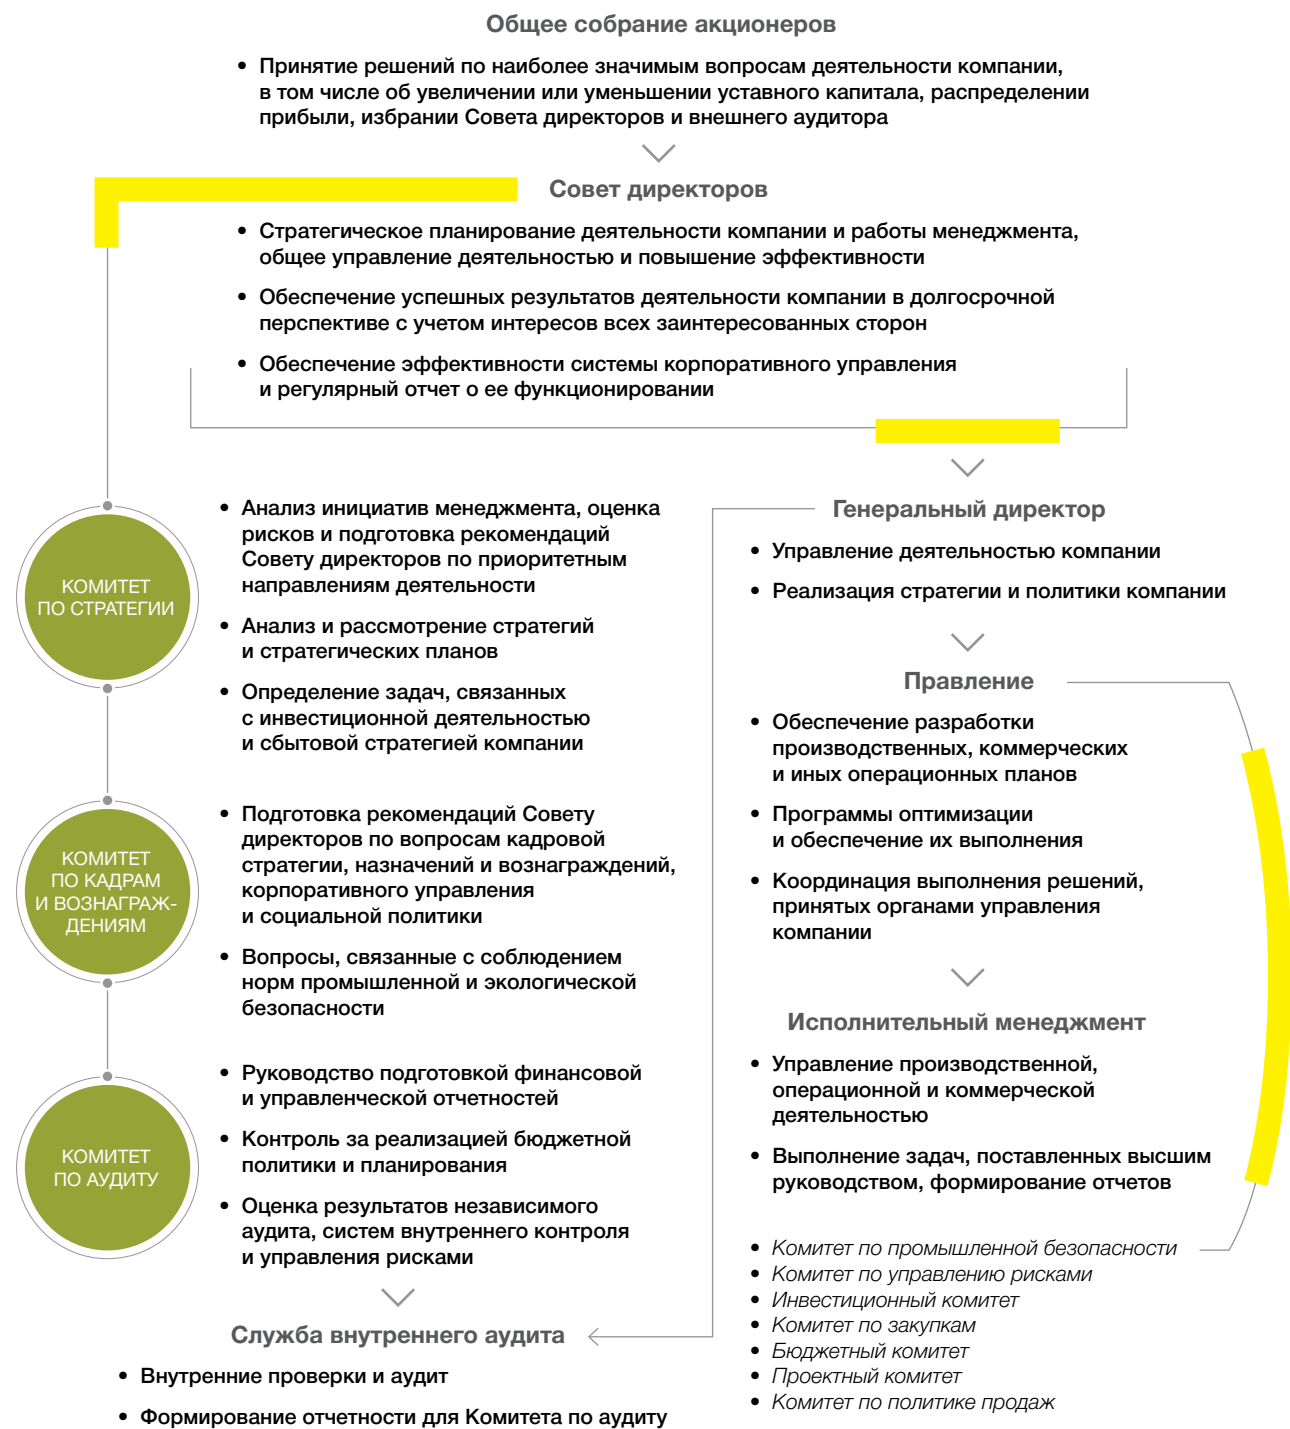 Общее собрание акционеров
• Принятие решений по наиболее значимым вопросам деятельности компании,
в том числе об увеличении или уменьшении уставного капитала, распределении
прибыли, избрании Совета директоров и внешнего аудитора
Совет директоров
• Стратегическое планирование деятельности компании и работы менеджмента,
общее управление деятельностью и повышение эффективности
• Обеспечение успешных результатов деятельности компании в долгосрочной
перспективе с учетом интересов всех заинтересованных сторон
• Обеспечение эффективности системы корпоративного управления
и регулярный отчет о ее функционировании
КОМИТЕТ
ПО СТРАТЕГИИ
• Анализ инициатив менеджмента, оценка
рисков и подготовка рекомендаций
Совету директоров по приоритетным
направлениям деятельности
• Анализ и рассмотрение стратегий
и стратегических планов
• Определение задач, связанных
с инвестиционной деятельностью
и сбытовой стратегией компании
КОМИТЕТ
ПО КАДРАМ
И ВОЗНАГРАЖ-
ДЕНИЯМ
• Подготовка рекомендаций Совету
директоров по вопросам кадровой
стратегии, назначений и вознаграждений,
корпоративного управления
и социальной политики
• Вопросы, связанные с соблюдением
норм промышленной и экологической
безопасности
КОМИТЕТ
ПО АУДИТУ
• Руководство подготовкой финансовой
и управленческой отчетностей
• Контроль за реализацией бюджетной
политики и планирования
• Оценка результатов независимого
аудита, систем внутреннего контроля
и управления рисками
Служба внутреннего аудита
• Внутренние проверки и аудит
• Формирование отчетности для Комитета по аудиту
Генеральный директор
• Управление деятельностью компании
• Реализация стратегии и политики компании
Правление
• Обеспечение разработки
производственных, коммерческих
и иных операционных планов
• Программы оптимизации
и обеспечение их выполнения
• Координация выполнения решений,
принятых органами управления
компании
Исполнительный менеджмент
• Управление производственной,
операционной и коммерческой
деятельностью
• Выполнение задач, поставленных высшим
руководством, формирование отчетов
• Комитет по промышленной безопасности
• Комитет по управлению рисками
• Инвестиционный комитет
• Комитет по закупкам
• Бюджетный комитет
• Проектный комитет
• Комитет по политике продаж